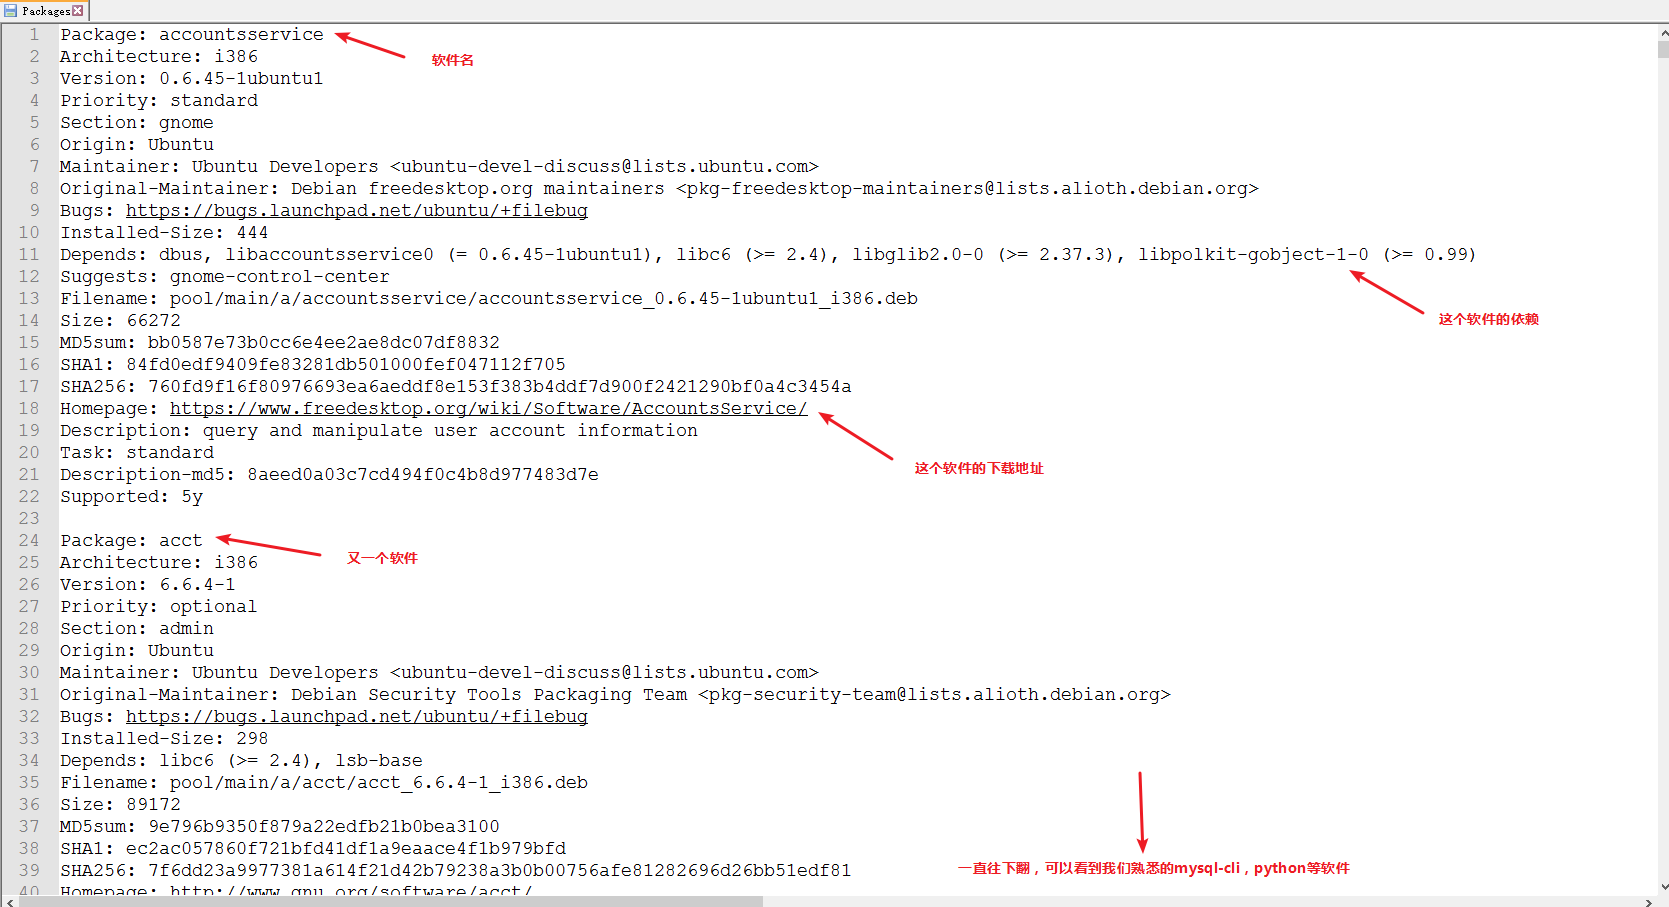 Packages
1 Package: accountsservice
软件名
2 Architecture: i386
3 Version: 0.6.45-1ubuntu1
4 Priority: standard
5 Section: gnome
6 Origin: Ubuntu
7 Maintainer: Ubuntu Developers <ubuntu-devel-discuss@lists.ubuntu.com>
8 Original-Maintainer: Debian freedesktop.org maintainers <pkg-freedesktop-maintainers@lists.alioth.debian.org>
9 Bugs: https://bugs.launchpad.net/ubuntu/+filebug
10 Installed-Size: 444
11 Depends: dbus, libaccountsservice0 (= 0.6.45-1ubuntu1), libc6 (>= 2.4), libglib2.0-0 (>= 2.37.3), libpolkit-gobject-1-0 (>= 0.99)
12 Suggests: gnome-control-center
13 Filename: pool/main/a/accountsservice/accountsservice_0.6.45-1ubuntu1_i386.deb
14 Size: 66272
这个软件的依赖
15 MD5sum: bb0587e73b0cc6e4ee2ae8dc07df8832
16 SHA1: 84fd0edf9409fe83281db501000fef047112f705
17 SHA256: 760fd9f16f80976693ea6aeddf8e153f383b4ddf7d900f2421290bf0a4c3454a
18 Homepage: https://www.freedesktop.org/wiki/Software/AccountsService/
19 Description: query and manipulate user account information
20 Task: standard
21 Description-md5: 8aeed0a03c7cd494f0c4b8d977483d7e
这个软件的下载地址
22 Supported: 5y
23
24 Package: acct
又一个软件
25 Architecture: i386
26 Version: 6.6.4-1
27 Priority: optional
28 Section: admin
29 Origin: Ubuntu
30 Maintainer: Ubuntu Developers <ubuntu-devel-discuss@lists.ubuntu.com>
31 Original-Maintainer: Debian Security Tools Packaging Team <pkg-security-team@lists.alioth.debian.org>
32 Bugs: https://bugs.launchpad.net/ubuntu/+filebug
33 Installed-Size: 298
34 Depends: libc6 (>= 2.4), lsb-base
35 Filename: pool/main/a/acct/acct_6.6.4-1_i386.deb
36 Size: 89172
37 MD5sum: 9e796b9350f879a22edfb21b0bea3100
38 SHA1: ec2ac057860f721bfd41df1a9eaace4f1b979bfd
39 SHA256: 7f6dd23a9977381a614f21d42b79238a3b0b00756afe81282696d26bb51edf81
一直往下翻，可以看到我们熟悉的mysql-cli，python等软件
40 Homepage: http://www.gnu.org/software/acct/